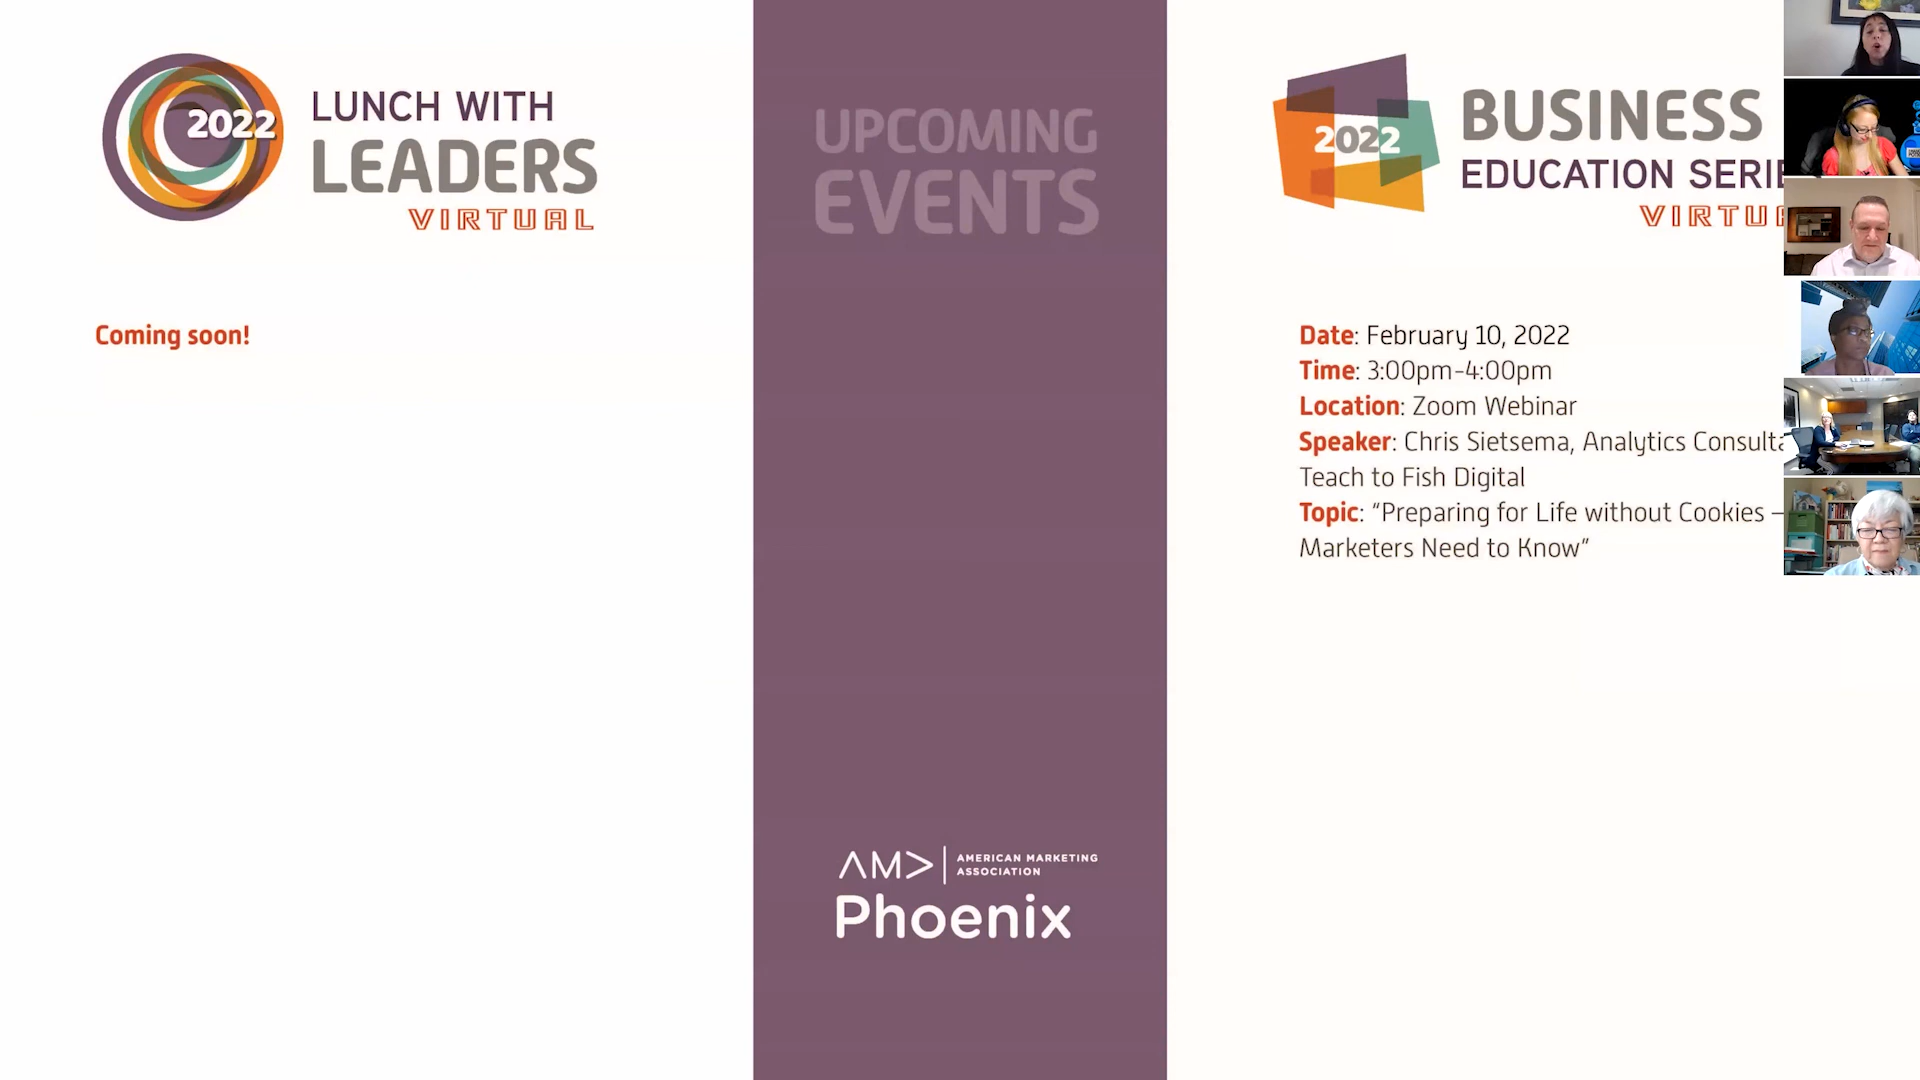 2022
LUNCH WITH
LEADERS
VIRTUAL
Coming soon!
UPCOMING
EVENTS
AMA | AMERICAN MARKETING
ASSOCIATION
Phoenix
2022
BUSINESS
EDUCATION SERIE
VIRTU
Date: February 10, 2022
Time: 3:00pm-4:00pm
Location: Zoom Webinar
Speaker: Chris Sietsema, Analytics Consulta
Teach to Fish Digital
Topic: “Preparing for Life without Cookies –
Marketers Need to Know”